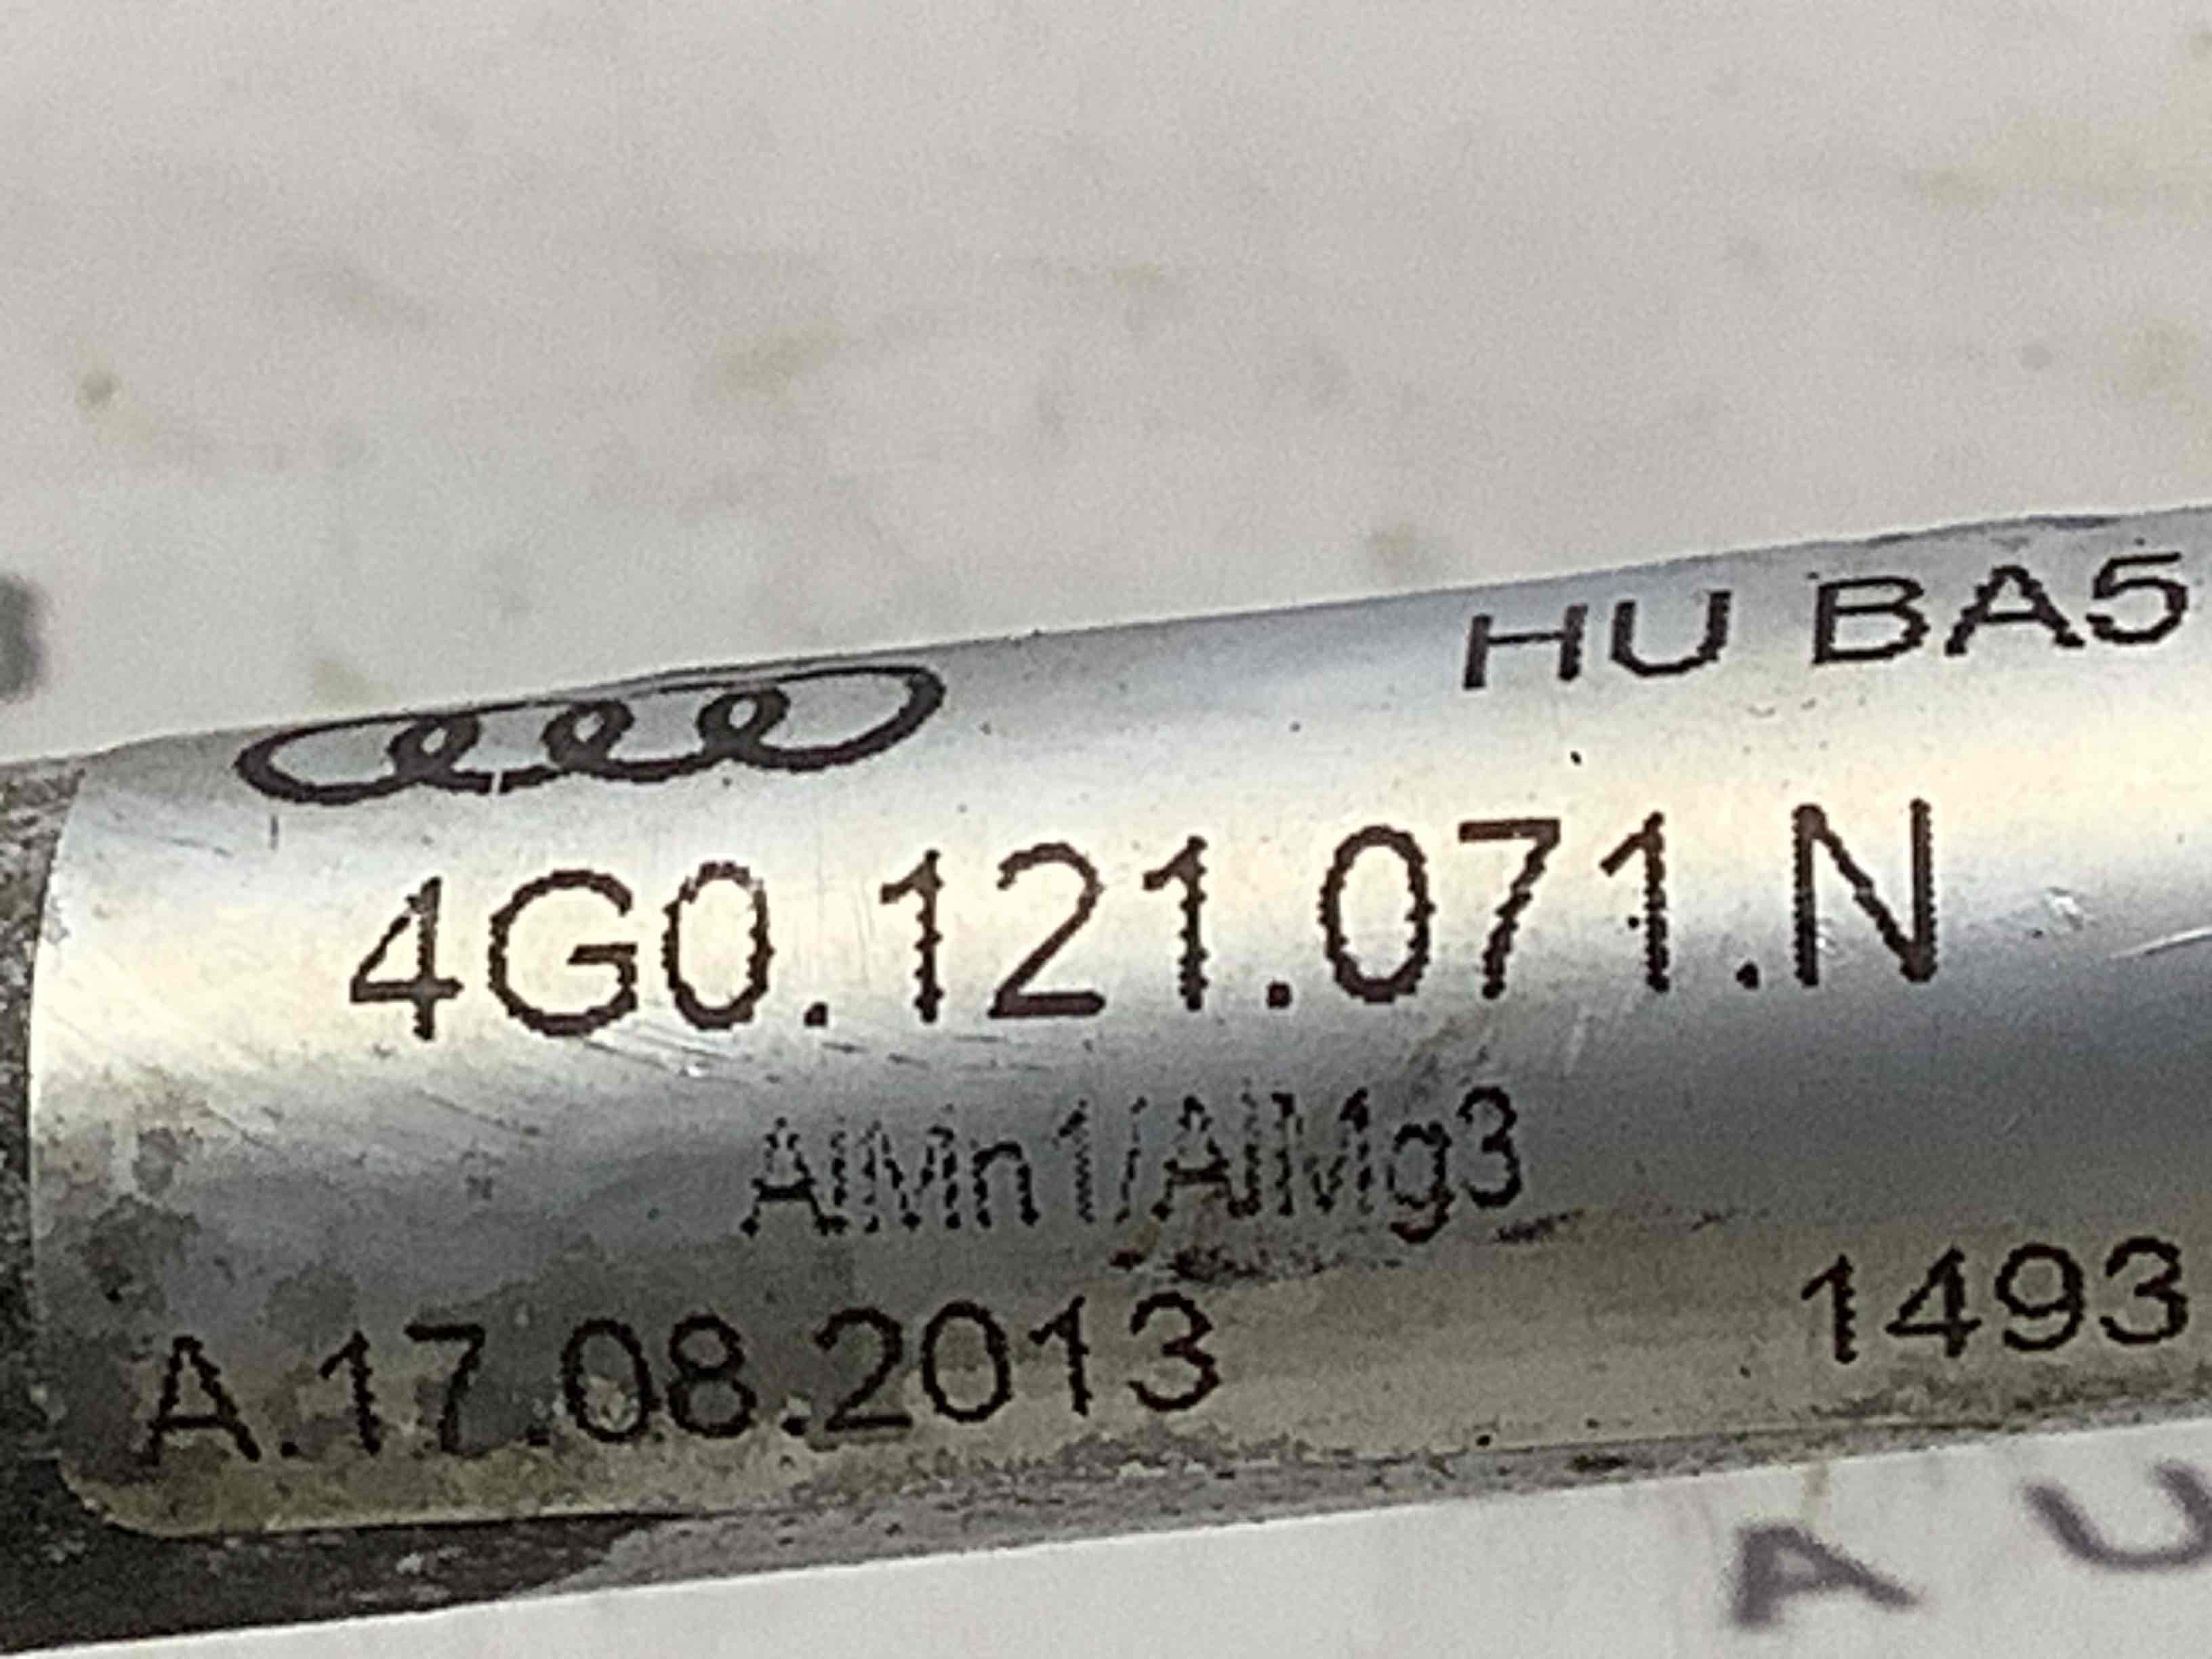 HU BA5
4G0.121.071.N
AlMn1/AlMg3
A.17.08.2013 1493
A U